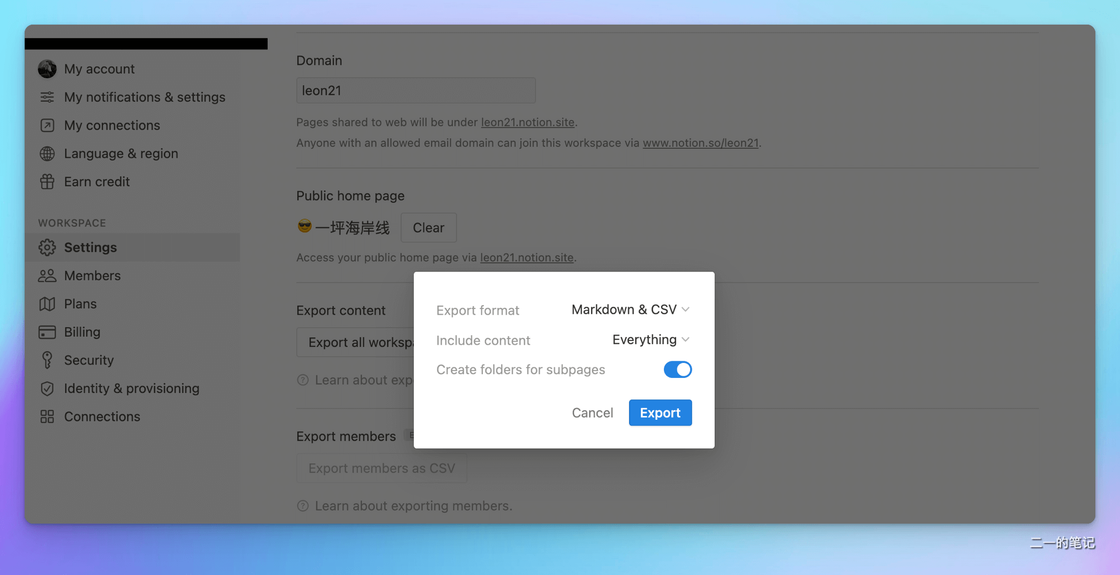 My account
My notifications & settings
My connections
Language & region
Earn credit
WORKSPACE
Settings
Members
Plans
Billing
Security
Identity & provisioning
Connections
Domain
leon21
Pages shared to web will be under leon21.notion.site.
Anyone with an allowed email domain can join this workspace via www.notion.so/leon21.
Public home page
😎一坪海岸线 Clear
Access your public home page via leon21.notion.site.
Export content
Export all worksp
Learn about exp
Export members
Export members as CSV
Learn about exporting members.
Export format Markdown & CSV
Include content Everything
Create folders for subpages
Cancel Export
二一的笔记